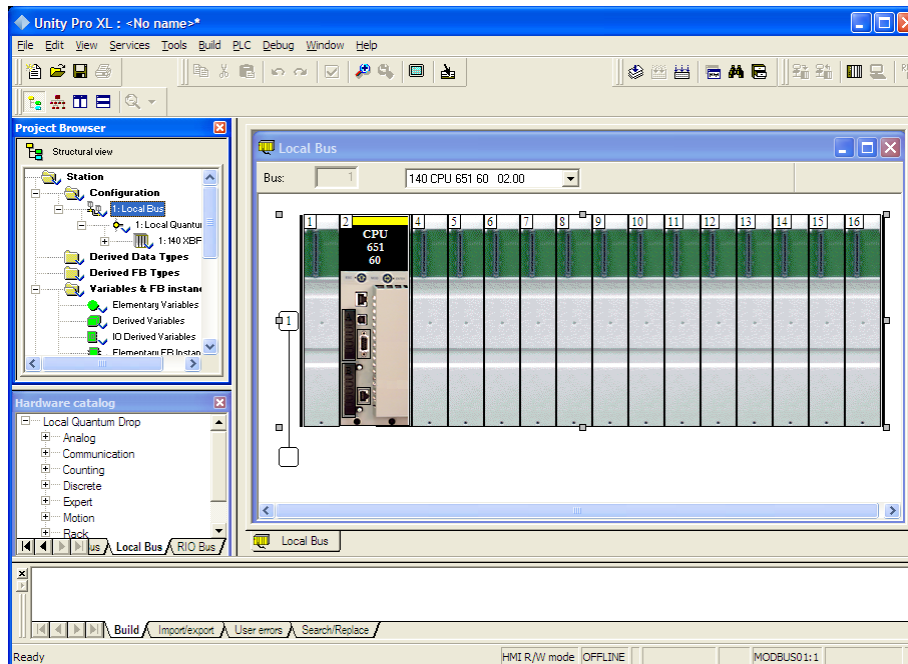 Unity Pro XL : <No name>*
File Edit View Services Tools Build PLC Debug Window Help
Project Browser
Structural view
Station
Configuration
1: Local Bus
1: Local Quantu
1: 140 XBF
Derived Data Types
Derived FB Types
Variables & FB instanc
Elementary Variables
Derived Variables
IO Derived Variables
Elementary FB Instan
Hardware catalog
Local Quantum Drop
Analog
Communication
Counting
Discrete
Expert
Motion
Rack
us Local Bus RIO Bus
Local Bus
Bus: 1 140 CPU 651 60 02.00
1 2 4 5 6 7 8 9 10 11 12 13 14 15 16
CPU
651
60
1
Local Bus
Build Import/export User errors Search/Replace
Ready HMI R/W mode OFFLINE MODBUS01:1